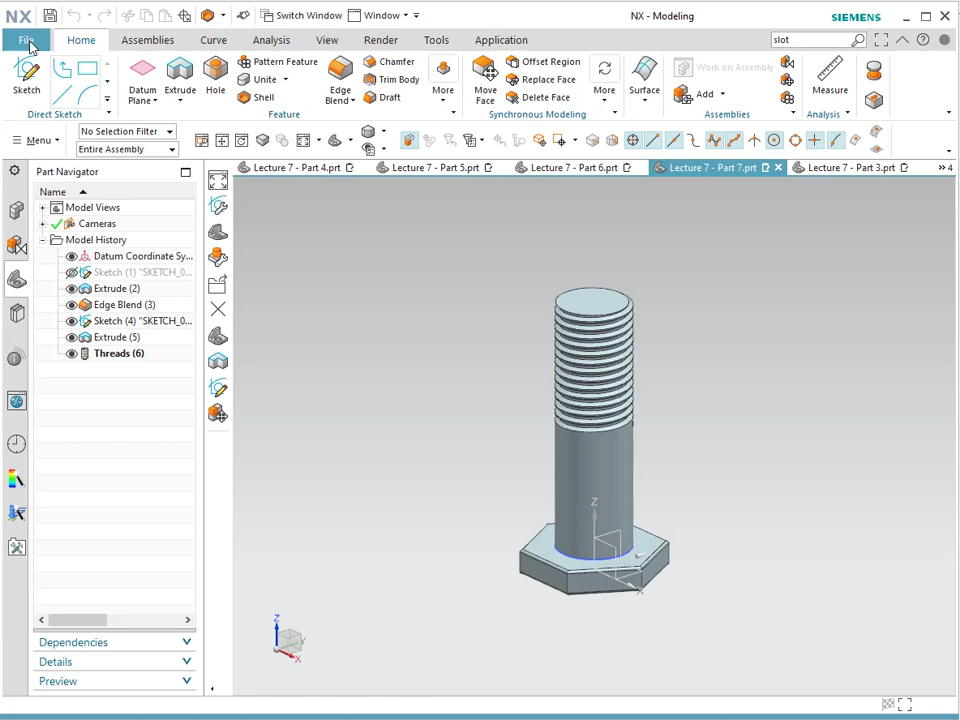 NX
Switch Window
Window
NX - Modeling
SIEMENS
File
Home
Assemblies
Curve
Analysis
View
Render
Tools
Application
slot
Sketch
Direct Sketch
Datum Plane
Extrude
Hole
Pattern Feature
Unite
Shell
Edge Blend
Chamfer
Trim Body
Draft
More
Feature
Move Face
Offset Region
Replace Face
Delete Face
More
Synchronous Modeling
Surface
Work on Assembly
Add
Assemblies
Measure
Analysis
Menu
No Selection Filter
Entire Assembly
Part Navigator
Lecture 7 - Part 4.prt
Lecture 7 - Part 5.prt
Lecture 7 - Part 6.prt
Lecture 7 - Part 7.prt
Lecture 7 - Part 3.prt
4
Name
Model Views
Cameras
Model History
Datum Coordinate Sy...
Sketch (1) "SKETCH_0...
Extrude (2)
Edge Blend (3)
Sketch (4) "SKETCH_0...
Extrude (5)
Threads (6)
Z
X
Z
Y
X
Dependencies
Details
Preview